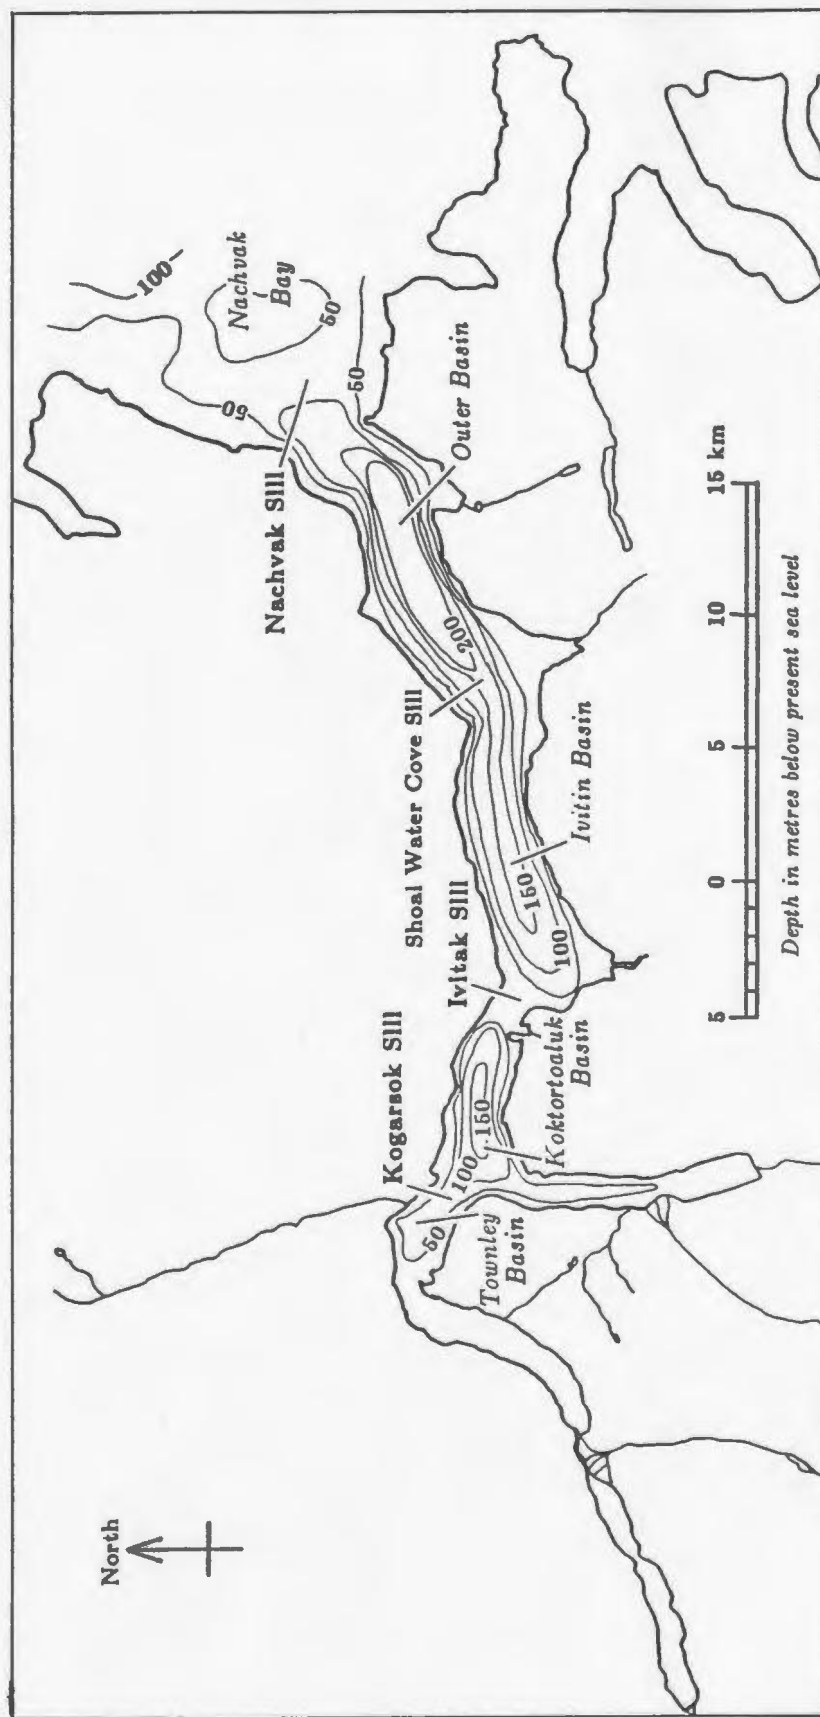 North
Kogarsok Sill
Ivitak Sill
Shoal Water Cove Sill
Nachvak Sill
100
Nachvak
Bay
50
50
50
50
Townley
Basin
100
150
Koktortoaluk
Basin
100
150
Ivitin Basin
200
Outer Basin
5 0 5 10 15 km
Depth in metres below present sea level